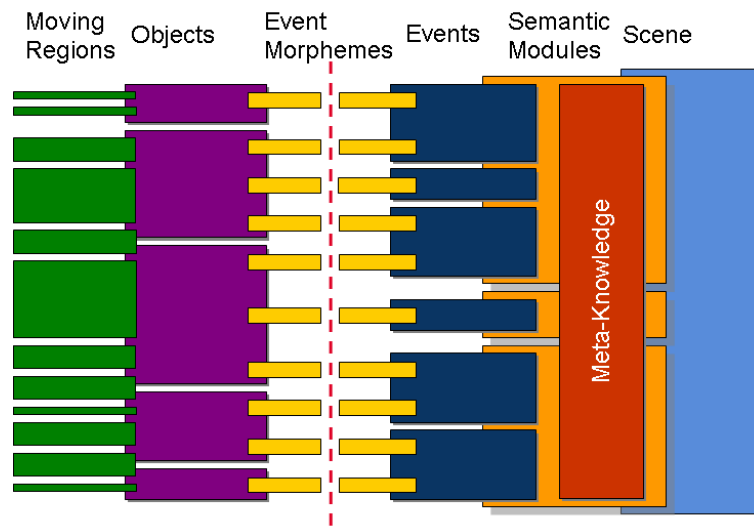 Moving
Regions
Objects
Event
Morphemes
Events
Semantic
Modules
Scene
Meta-Knowledge